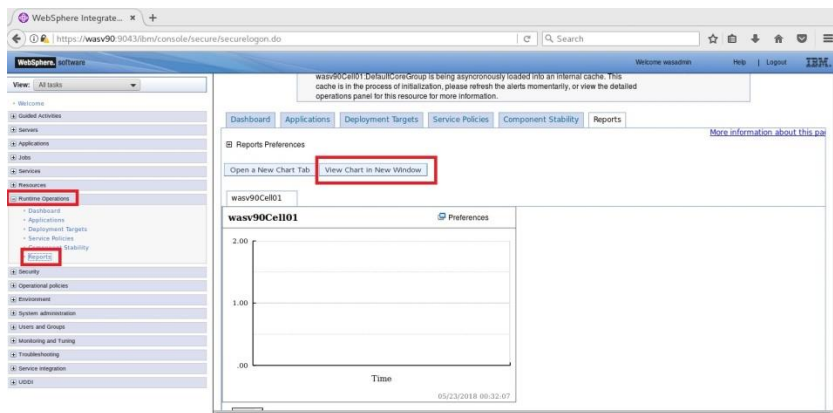 WebSphere Integrate...
https://wasv90:9043/ibm/console/secure/securelogon.do
Search
WebSphere. software
Welcome wasadmin
Help | Logout
IBM.
View: All tasks
Welcome
Guided Activities
Servers
Applications
Jobs
Services
Resources
Runtime Operations
Dashboard
Applications
Deployment Targets
Service Policies
Component Stability
Reports
Security
Operational policies
Environment
System administration
Users and Groups
Monitoring and Tuning
Troubleshooting
Service integration
UDDI
wasv90Cell01:DefaultCoreGroup is being asyncronously loaded into an internal cache. This
cache is in the process of initialization, please refresh the alerts momentarily, or view the detailed
operations panel for this resource for more information.
Dashboard Applications Deployment Targets Service Policies Component Stability Reports
More information about this pa
Reports Preferences
Open a New Chart Tab View Chart in New Window
wasv90Cell01
wasv90Cell01 Preferences
2.00
1.00
.00
Time
05/23/2018 00:32:07